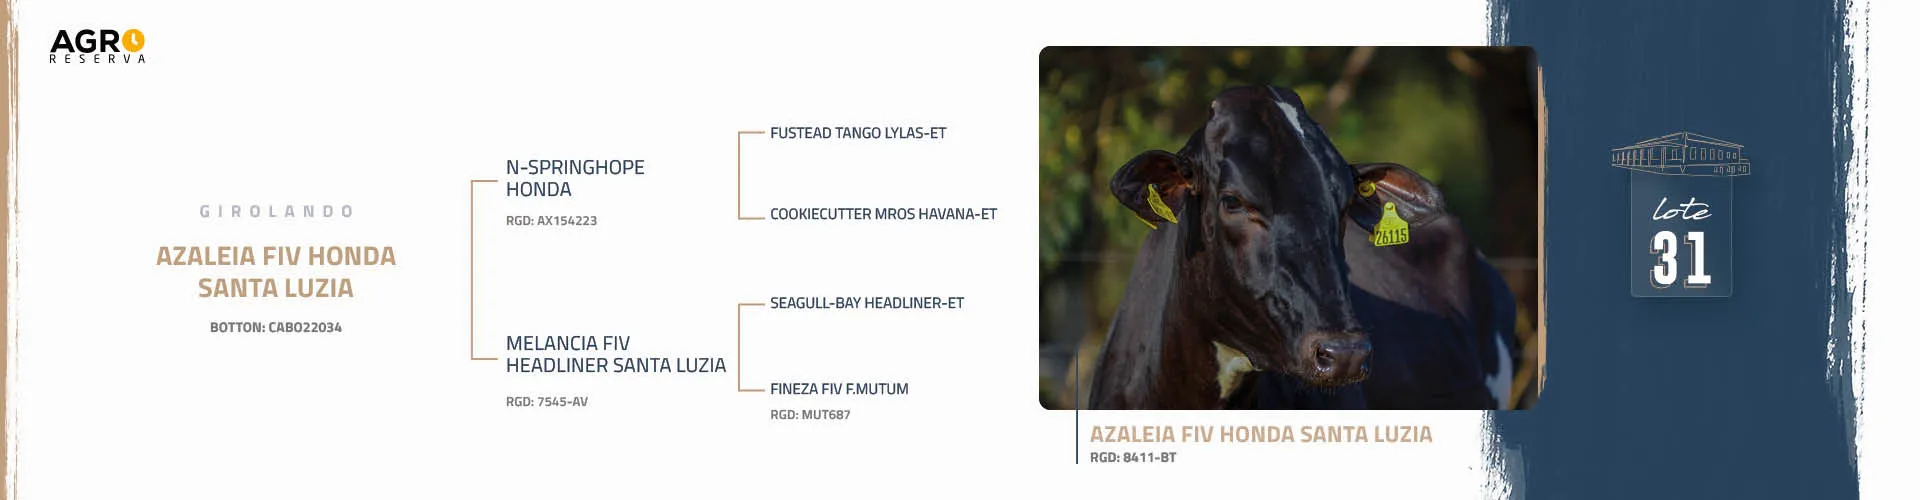 AGRO
RESERVA
GIROLANDO
AZALEIA FIV HONDA
SANTA LUZIA
BOTTON: CABO22034
N-SPRINGHOPE
HONDA
RGD: AX154223
MELANCIA FIV
HEADLINER SANTA LUZIA
RGD: 7545-AV
FUSTEAD TANGO LYLAS-ET
COOKIECUTTER MROS HAVANA-ET
SEAGULL-BAY HEADLINER-ET
FINEZA FIV F.MUTUM
RGD: MUT687
26115
AZALEIA FIV HONDA SANTA LUZIA
RGD: 8411-BT
lote
31